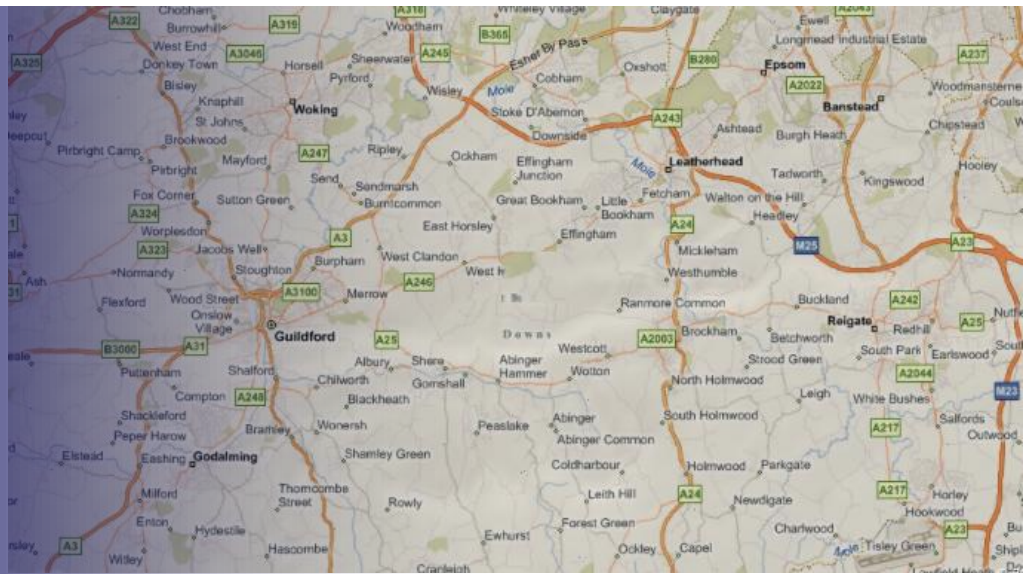 Chobham
Burrowhill
A322
A319
A318
Woodham
Whiteley Village
Claygate
A2043
Ewell
Longmead Industrial Estate
A325
West End
Donkey Town
A3046
Horsell
Sheerwater
A245
B365
Esher By Pass
Oxshott
B280
Epsom
A237
Bisley
Pyrford
Wisley
Mole
Cobham
A2022
Woodmansterne
Knaphill
Woking
Stoke D'Abernon
Banstead
St Johns
Downside
A243
Ashtead
Burgh Heath
Chipstead
Brookwood
Pirbright Camp
Pirbright
Mayford
A247
Ripley
Ockham
Effingham
Junction
Mole
Leatherhead
Tadworth
Kingswood
Hooley
Fox Corner
Sutton Green
Send
Sendmarsh
Burntcommon
Great Bookham
Little
Bookham
Fetcham
Walton on the Hill
Headley
A324
Worplesdon
East Horsley
Effingham
A24
A323
Jacobs Well
A3
West Clandon
Mickleham
M25
A23
Ash
Normandy
Stoughton
Burpham
A246
West H
Westhumble
Flexford
Wood Street
A3100
Merrow
Ranmore Common
Buckland
A242
Onslow
Village
Guildford
Downs
Reigate
Redhill
A25
B3000
A31
A25
Westcott
A2003
Brockham
Betchworth
South Park
Earlswood
Puttenham
Shalford
Albury
Shere
Gomshall
Abinger
Hammer
Wotton
Strood Green
A2044
Compton
A248
Chilworth
Blackheath
North Holmwood
Leigh
White Bushes
M23
Shackleford
Peper Harow
Bramley
Wonersh
Peaslake
Abinger
Abinger Common
South Holmwood
A217
Salfords
Outwood
Elstead
Eashing
Godalming
Shamley Green
Coldharbour
Holmwood
Parkgate
Milford
Thorncombe
Street
Rowly
Leith Hill
A24
Newdigate
A217
Horley
Hookwood
Enton
Hydestile
Ewhurst
Forest Green
Charlwood
A23
A3
Witley
Hascombe
Cranleigh
Ockley
Capel
Mole
Tisley Green
Lowfield Heath